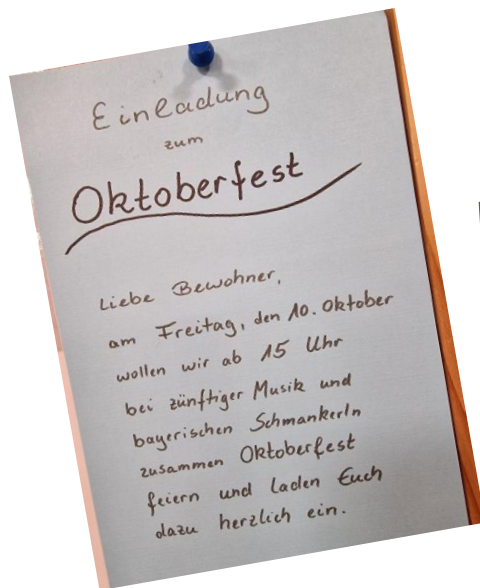 Einladung
zum
Oktoberfest
Liebe Bewohner,
am Freitag, den 10. Oktober
wollen wir ab 15 Uhr
bei zünftiger Musik und
bayerischen Schmankerln
zusammen Oktoberfest
feiern und laden Euch
dazu herzlich ein.